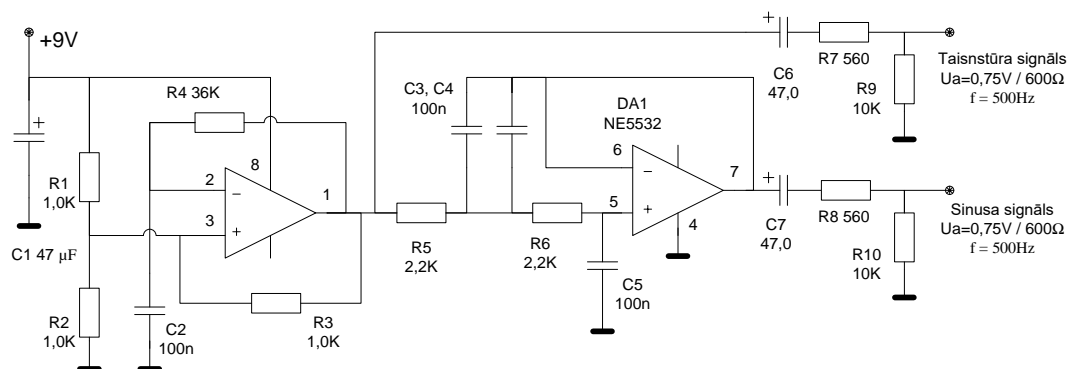 +9V
R4 36K
C3, C4
100n
DA1
NE5532
+
C6
47,0
R7 560
R9
10K
Taisnstūra signāls
Ua=0,75V / 600Ω
f = 500Hz
+
R1
1,0K
8
2
−
3
+
1
6
−
5
+
7
4
+
C7
47,0
R8 560
R10
10K
Sinusa signāls
Ua=0,75V / 600Ω
f = 500Hz
C1 47 μF
R5
2,2K
R6
2,2K
C5
100n
R2
1,0K
C2
100n
R3
1,0K